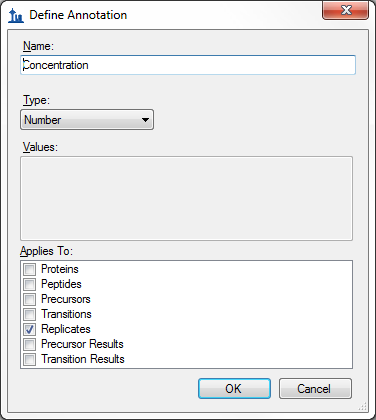 Define Annotation
Name:
Concentration
Type:
Number
Values:
Applies To:
Proteins
Peptides
Precursors
Transitions
Replicates
Precursor Results
Transition Results
OK
Cancel